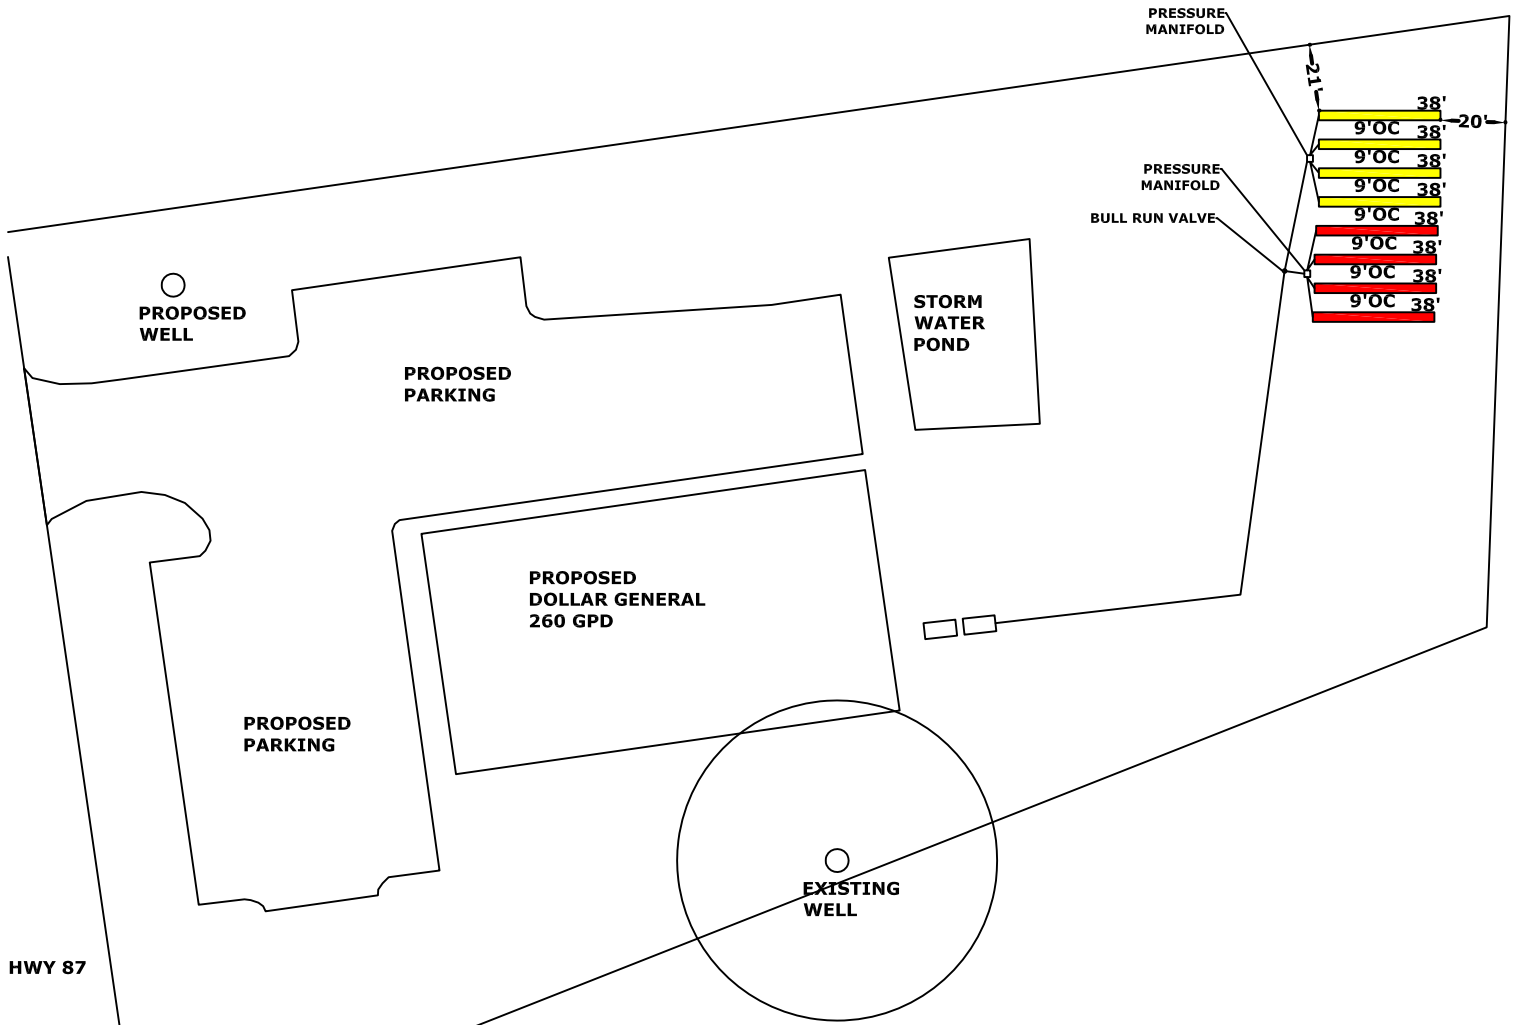 PRESSURE
MANIFOLD
21'
38'
20'
9'OC
38'
9'OC
38'
9'OC
38'
9'OC
38'
9'OC
38'
9'OC
38'
9'OC
38'
PRESSURE
MANIFOLD
BULL RUN VALVE
PROPOSED
WELL
STORM
WATER
POND
PROPOSED
PARKING
PROPOSED
DOLLAR GENERAL
260 GPD
PROPOSED
PARKING
EXISTING
WELL
HWY 87